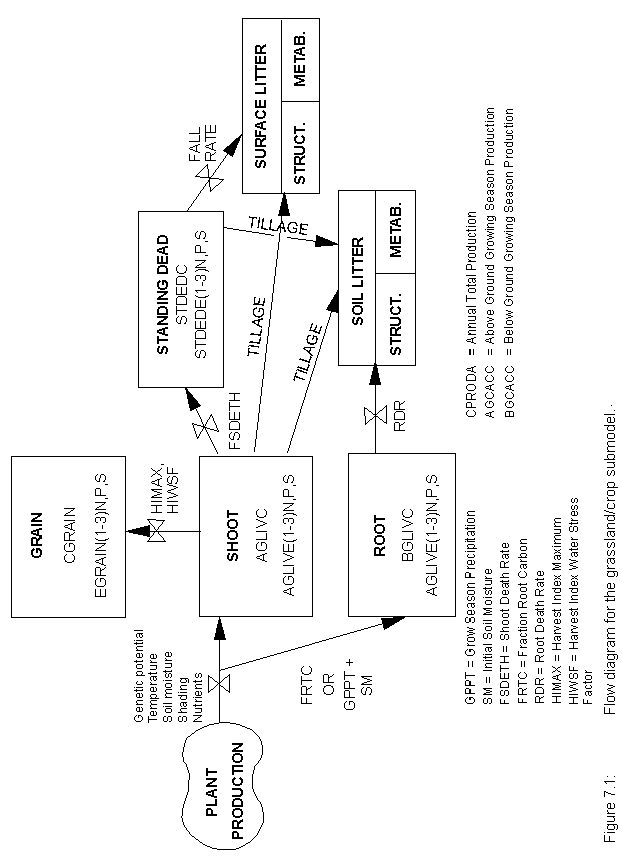 PLANT
PRODUCTION
Genetic potential
Temperature
Soil moisture
Shading
Nutrients
FRTC
OR
GPPT +
SM
GRAIN
CGRAIN
EGRAIN(1-3)N,P,S
HIMAX,
HIWSF
SHOOT
AGLIVC
AGLIVE(1-3)N,P,S
ROOT
BGLIVC
AGLIVE(1-3)N,P,S
FSDETH
TILLAGE
TILLAGE
RDR
STANDING DEAD
STDEDC
STDEDE(1-3)N,P,S
FALL
RATE
TILLAGE
SURFACE LITTER
STRUCT.
METAB.
SOIL LITTER
STRUCT.
METAB.
GPPT = Grow Season Precipitation
SM = Initial Soil Moisture
FSDETH = Shoot Death Rate
FRTC = Fraction Root Carbon
RDR = Root Death Rate
HIMAX = Harvest Index Maximum
HIWSF = Harvest Index Water Stress
Factor
CPRODA = Annual Total Production
AGCACC = Above Ground Growing Season Production
BGCACC = Below Ground Growing Season Production
Figure 7.1: Flow diagram for the grassland/crop submodel.